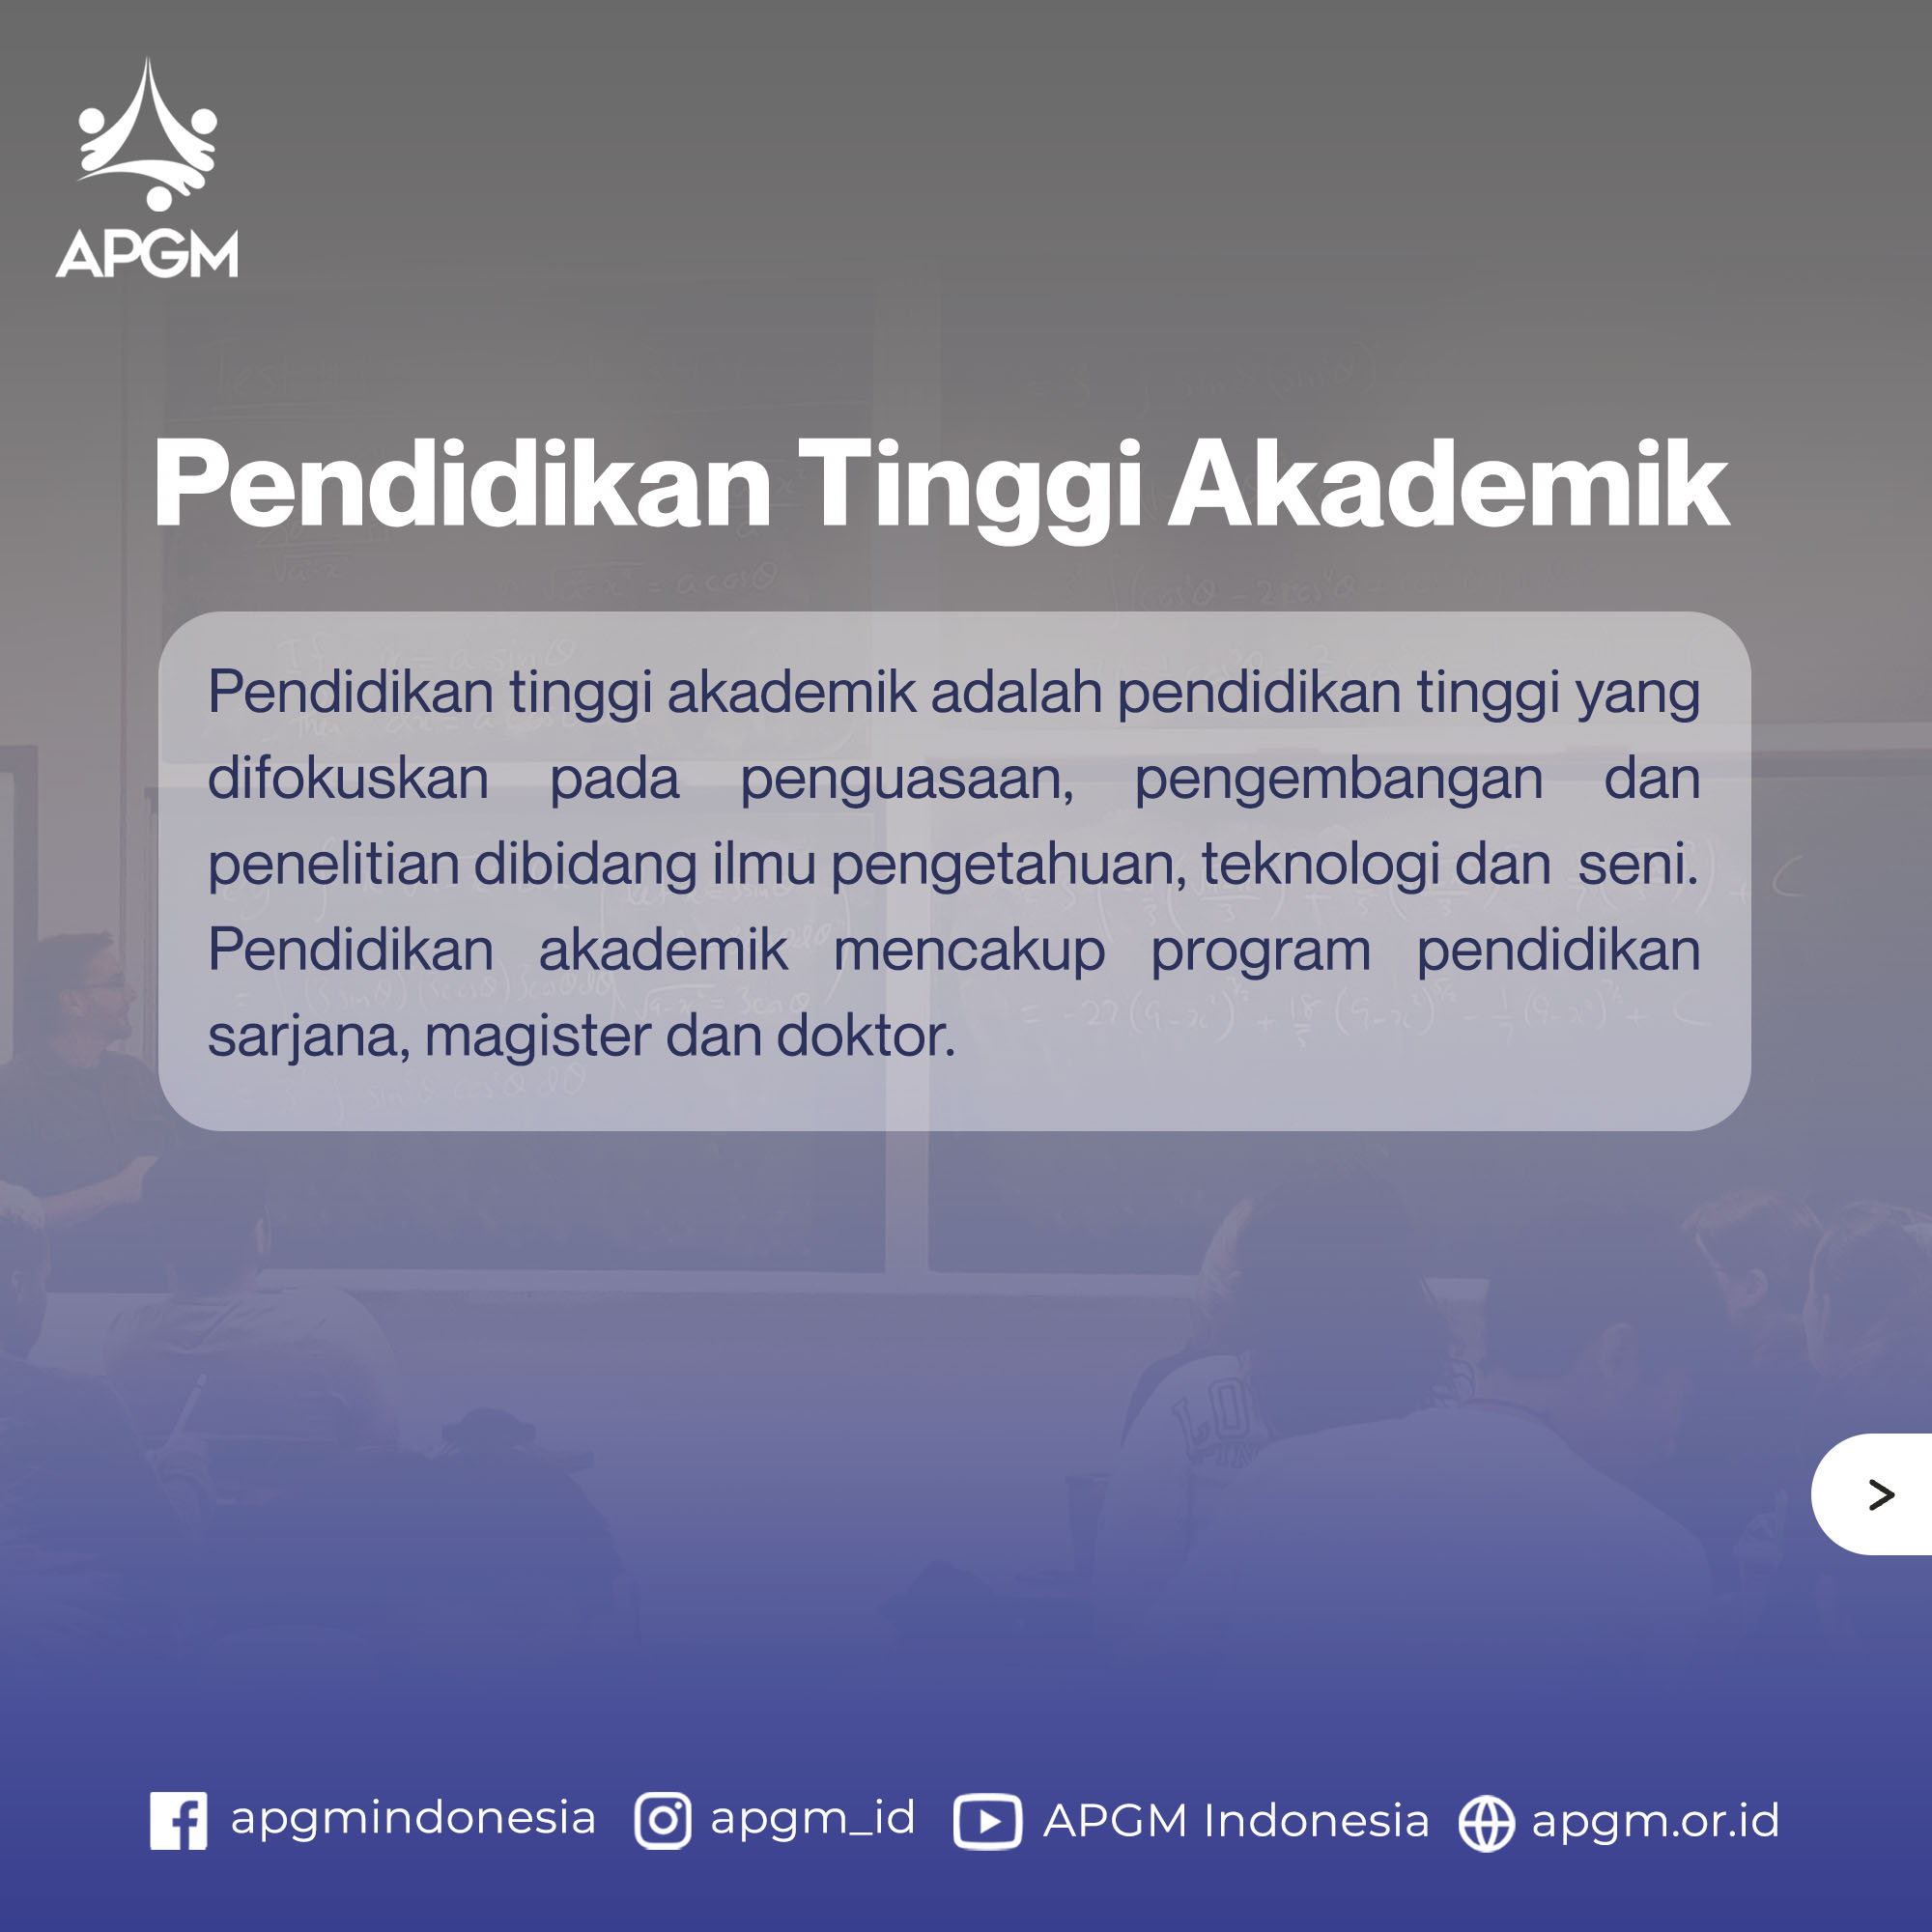 APGM
Pendidikan Tinggi Akademik
Pendidikan tinggi akademik adalah pendidikan tinggi yang
difokuskan pada penguasaan, pengembangan dan
penelitian dibidang ilmu pengetahuan, teknologi dan seni.
Pendidikan akademik mencakup program pendidikan
sarjana, magister dan doktor.
>
apgmindonesia apgm_id APGM Indonesia apgm.or.id